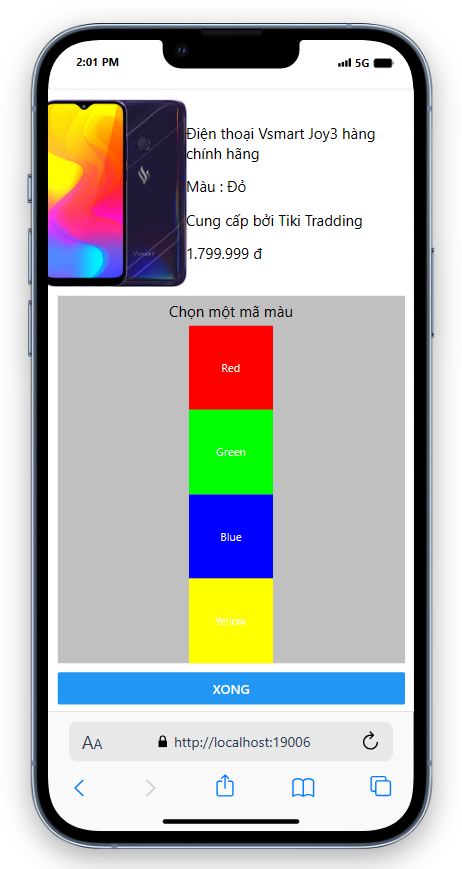 2:01 PM
5G
Vsmart
Điện thoại Vsmart Joy3 hàng
chính hãng
Màu : Đỏ
Cung cấp bởi Tiki Tradding
1.799.999 đ
Chọn một mã màu
Red
Green
Blue
Yellow
XONG
AA
http://localhost:19006